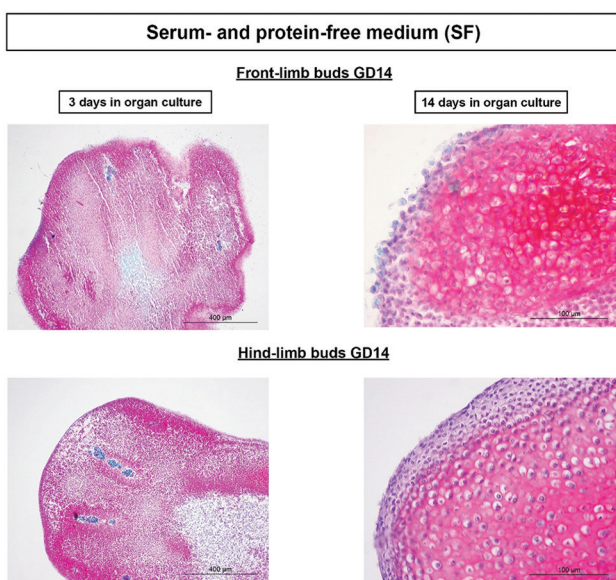 Serum- and protein-free medium (SF)
Front-limb buds GD14
3 days in organ culture
14 days in organ culture
400 µm
100 µm
Hind-limb buds GD14
400 µm
100 µm